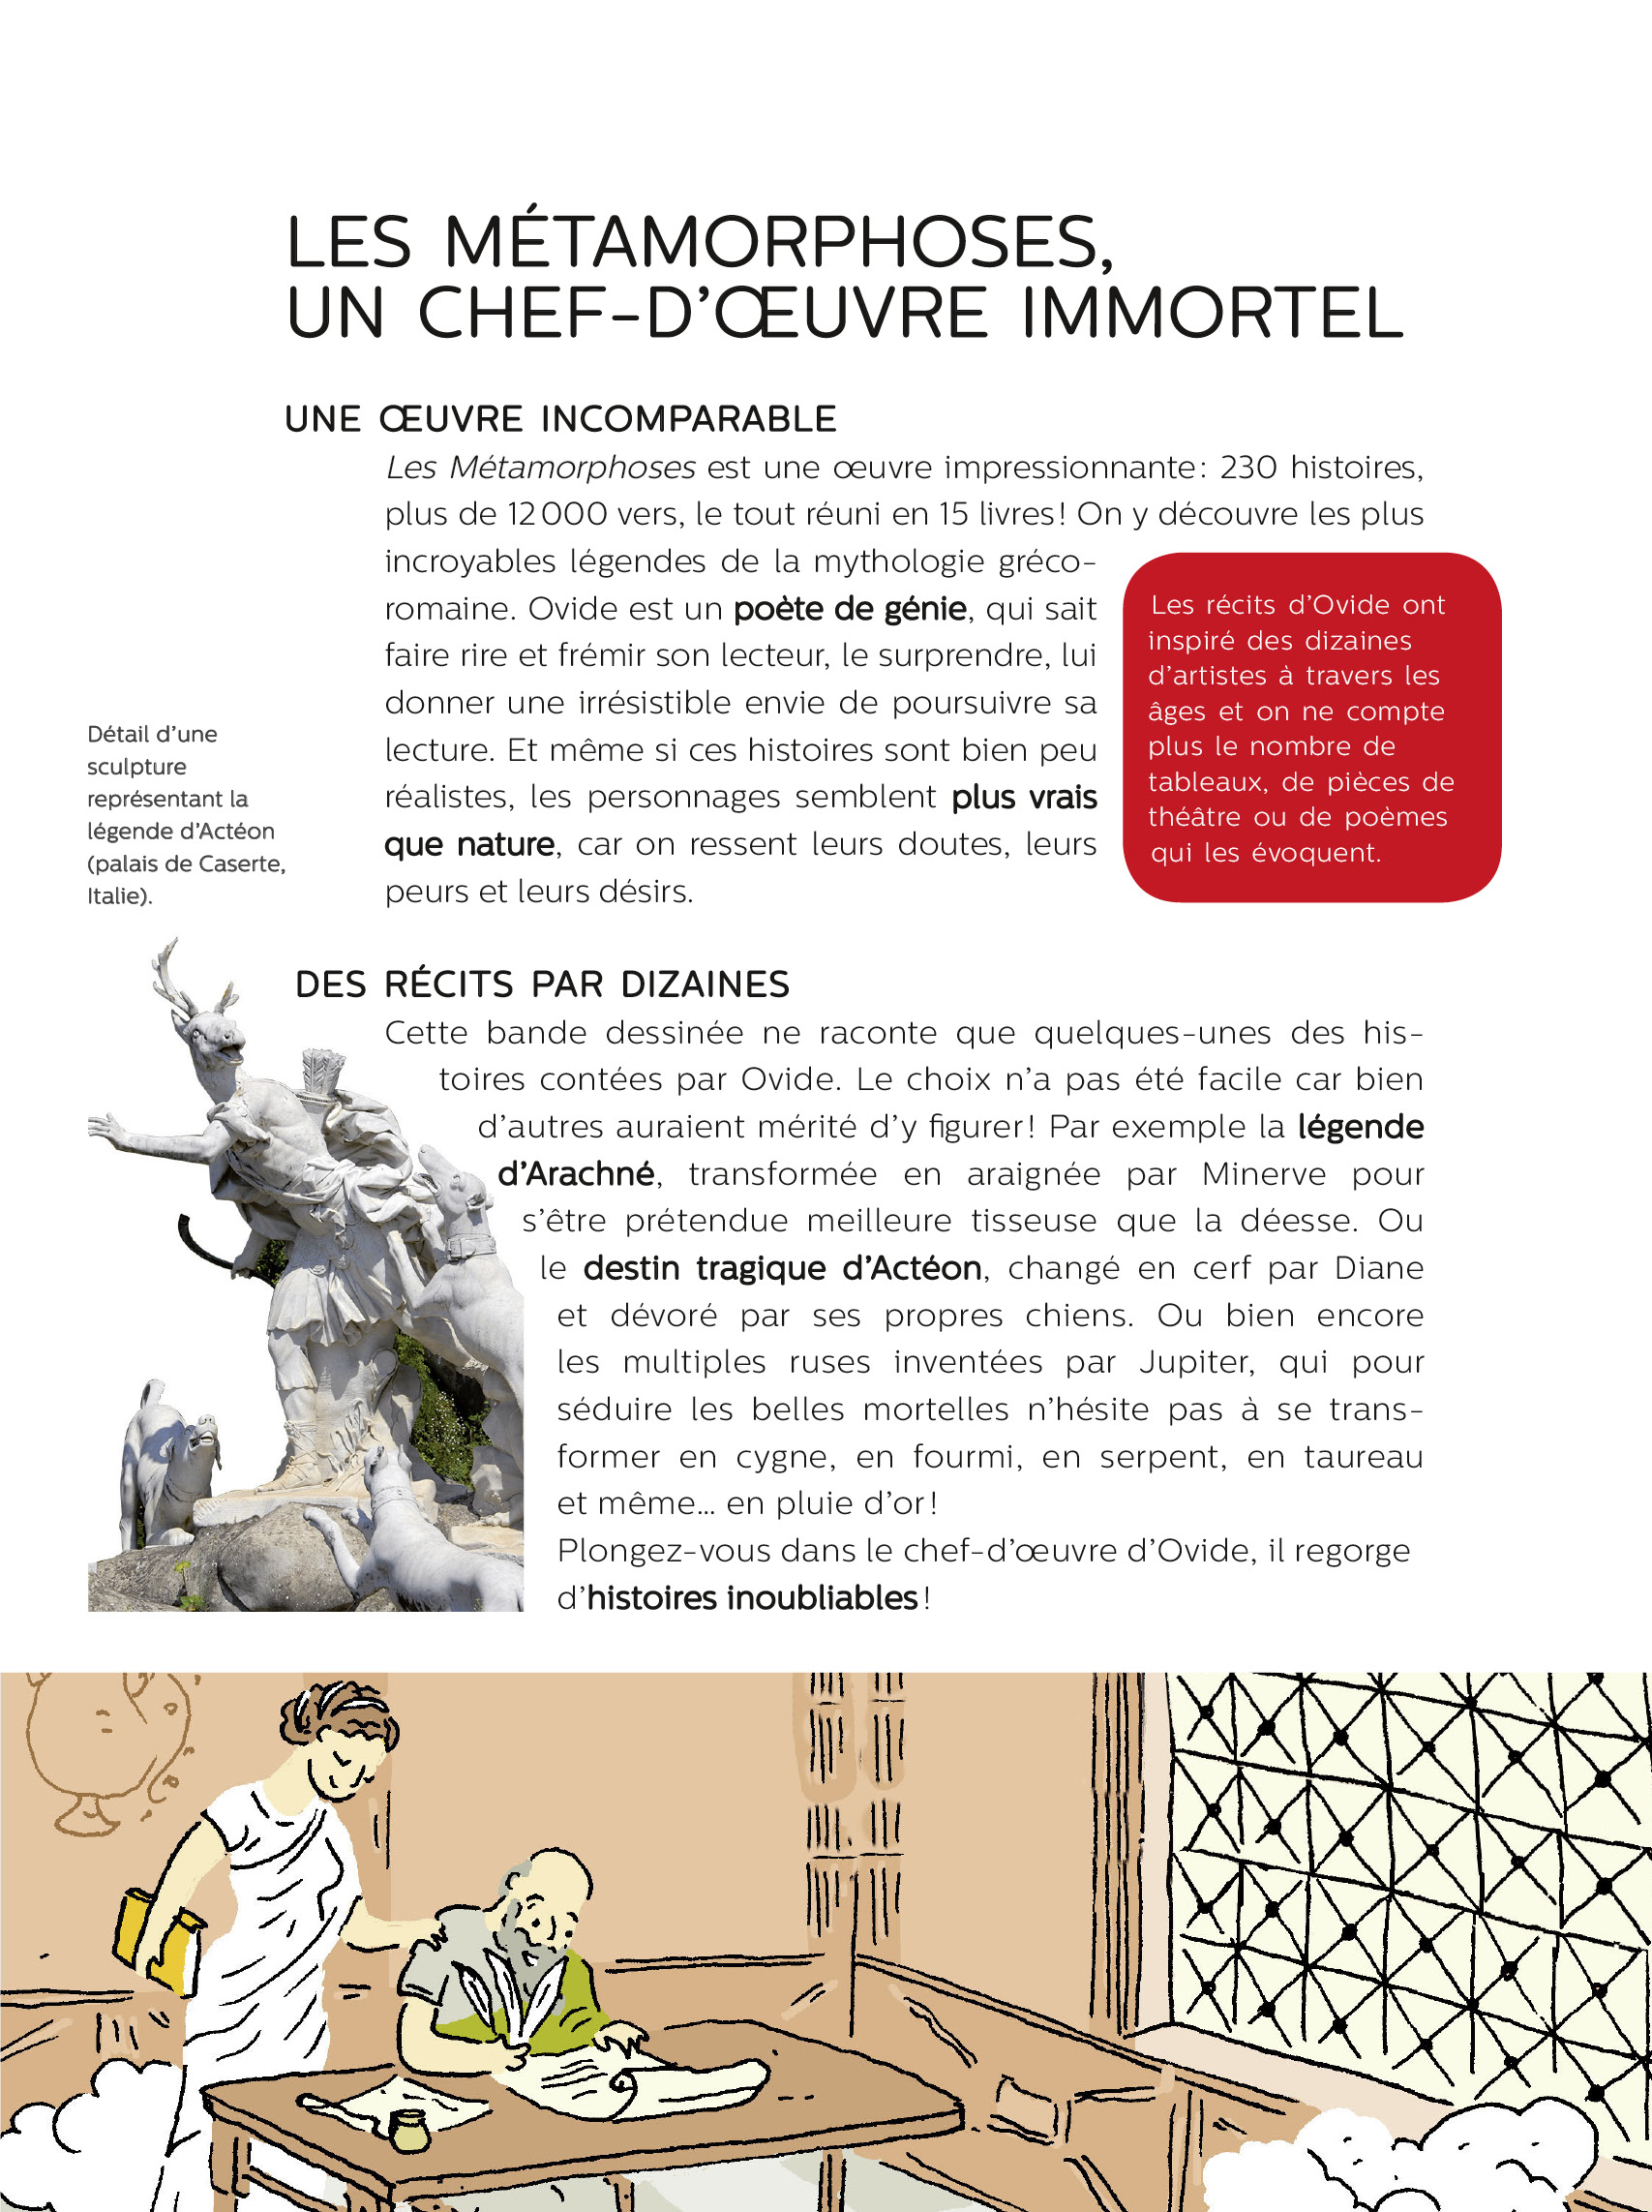 LES MÉTAMORPHOSES,
UN CHEF-D’ŒUVRE IMMORTEL
UNE ŒUVRE INCOMPARABLE
Les Métamorphoses est une œuvre impressionnante : 230 histoires,
plus de 12 000 vers, le tout réuni en 15 livres ! On y découvre les plus
incroyables légendes de la mythologie gréco-
romaine. Ovide est un poète de génie, qui sait
faire rire et frémir son lecteur, le surprendre, lui
donner une irrésistible envie de poursuivre sa
lecture. Et même si ces histoires sont bien peu
réalistes, les personnages semblent plus vrais
que nature, car on ressent leurs doutes, leurs
peurs et leurs désirs.
Les récits d’Ovide ont
inspiré des dizaines
d’artistes à travers les
âges et on ne compte
plus le nombre de
tableaux, de pièces de
théâtre ou de poèmes
qui les évoquent.
Détail d’une
sculpture
représentant la
légende d’Actéon
(palais de Caserte,
Italie).
DES RÉCITS PAR DIZAINES
Cette bande dessinée ne raconte que quelques-unes des his-
toires contées par Ovide. Le choix n’a pas été facile car bien
d’autres auraient mérité d’y figurer ! Par exemple la légende
d’Arachné, transformée en araignée par Minerve pour
s’être prétendue meilleure tisseuse que la déesse. Ou
le destin tragique d’Actéon, changé en cerf par Diane
et dévoré par ses propres chiens. Ou bien encore
les multiples ruses inventées par Jupiter, qui pour
séduire les belles mortelles n’hésite pas à se trans-
former en cygne, en fourmi, en serpent, en taureau
et même… en pluie d’or !
Plongez-vous dans le chef-d’œuvre d’Ovide, il regorge
d’histoires inoubliables !